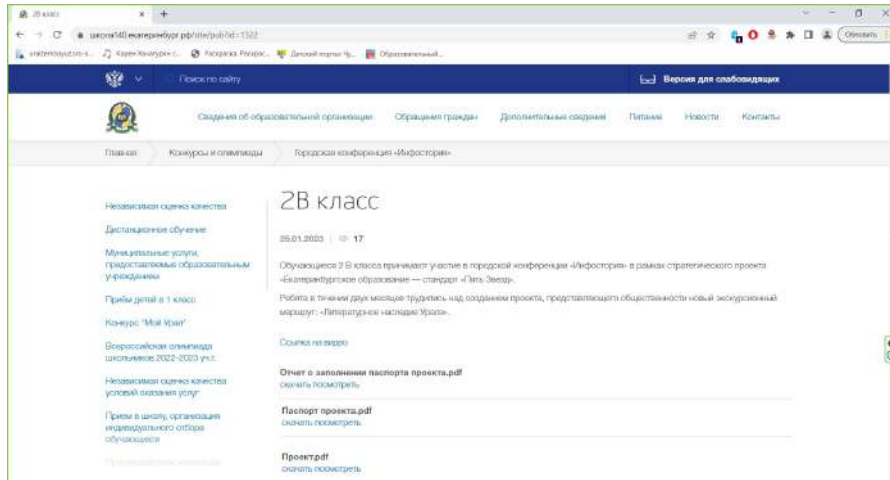 2В класс
школа140.екатеринбург.рф/site/pub?id=1522
Обновить
Поиск по сайту
Версия для слабовидящих
Сведения об образовательной организации
Обращения граждан
Дополнительные сведения
Питание
Новости
Контакты
Главная
Конкурсы и олимпиады
Городская конференция «Инфостория»
Независимая оценка качества
Дистанционное обучение
Муниципальные услуги,
предоставляемые образовательным
учреждением
Приём детей в 1 класс
Конкурс "Мой Урал"
Всероссийская олимпиада
школьников 2022-2023 уч.г.
Независимая оценка качества
условий оказания услуг
Прием в школу, организация
индивидуального отбора
обучающихся
2В класс
25.01.2023
17
Обучающиеся 2 В класса принимают участие в городской конференции «Инфостория» в рамках стратегического проекта
«Екатеринбургское образование — стандарт «Пять Звезд».
Ребята в течении двух месяцев трудились над созданием проекта, представляющего общественности новый экскурсионный
маршрут: «Литературное наследие Урала».
Ссылка на видео
Отчет о заполнении паспорта проекта.pdf
скачать посмотреть
Паспорт проекта.pdf
скачать посмотреть
Проект.pdf
скачать посмотреть